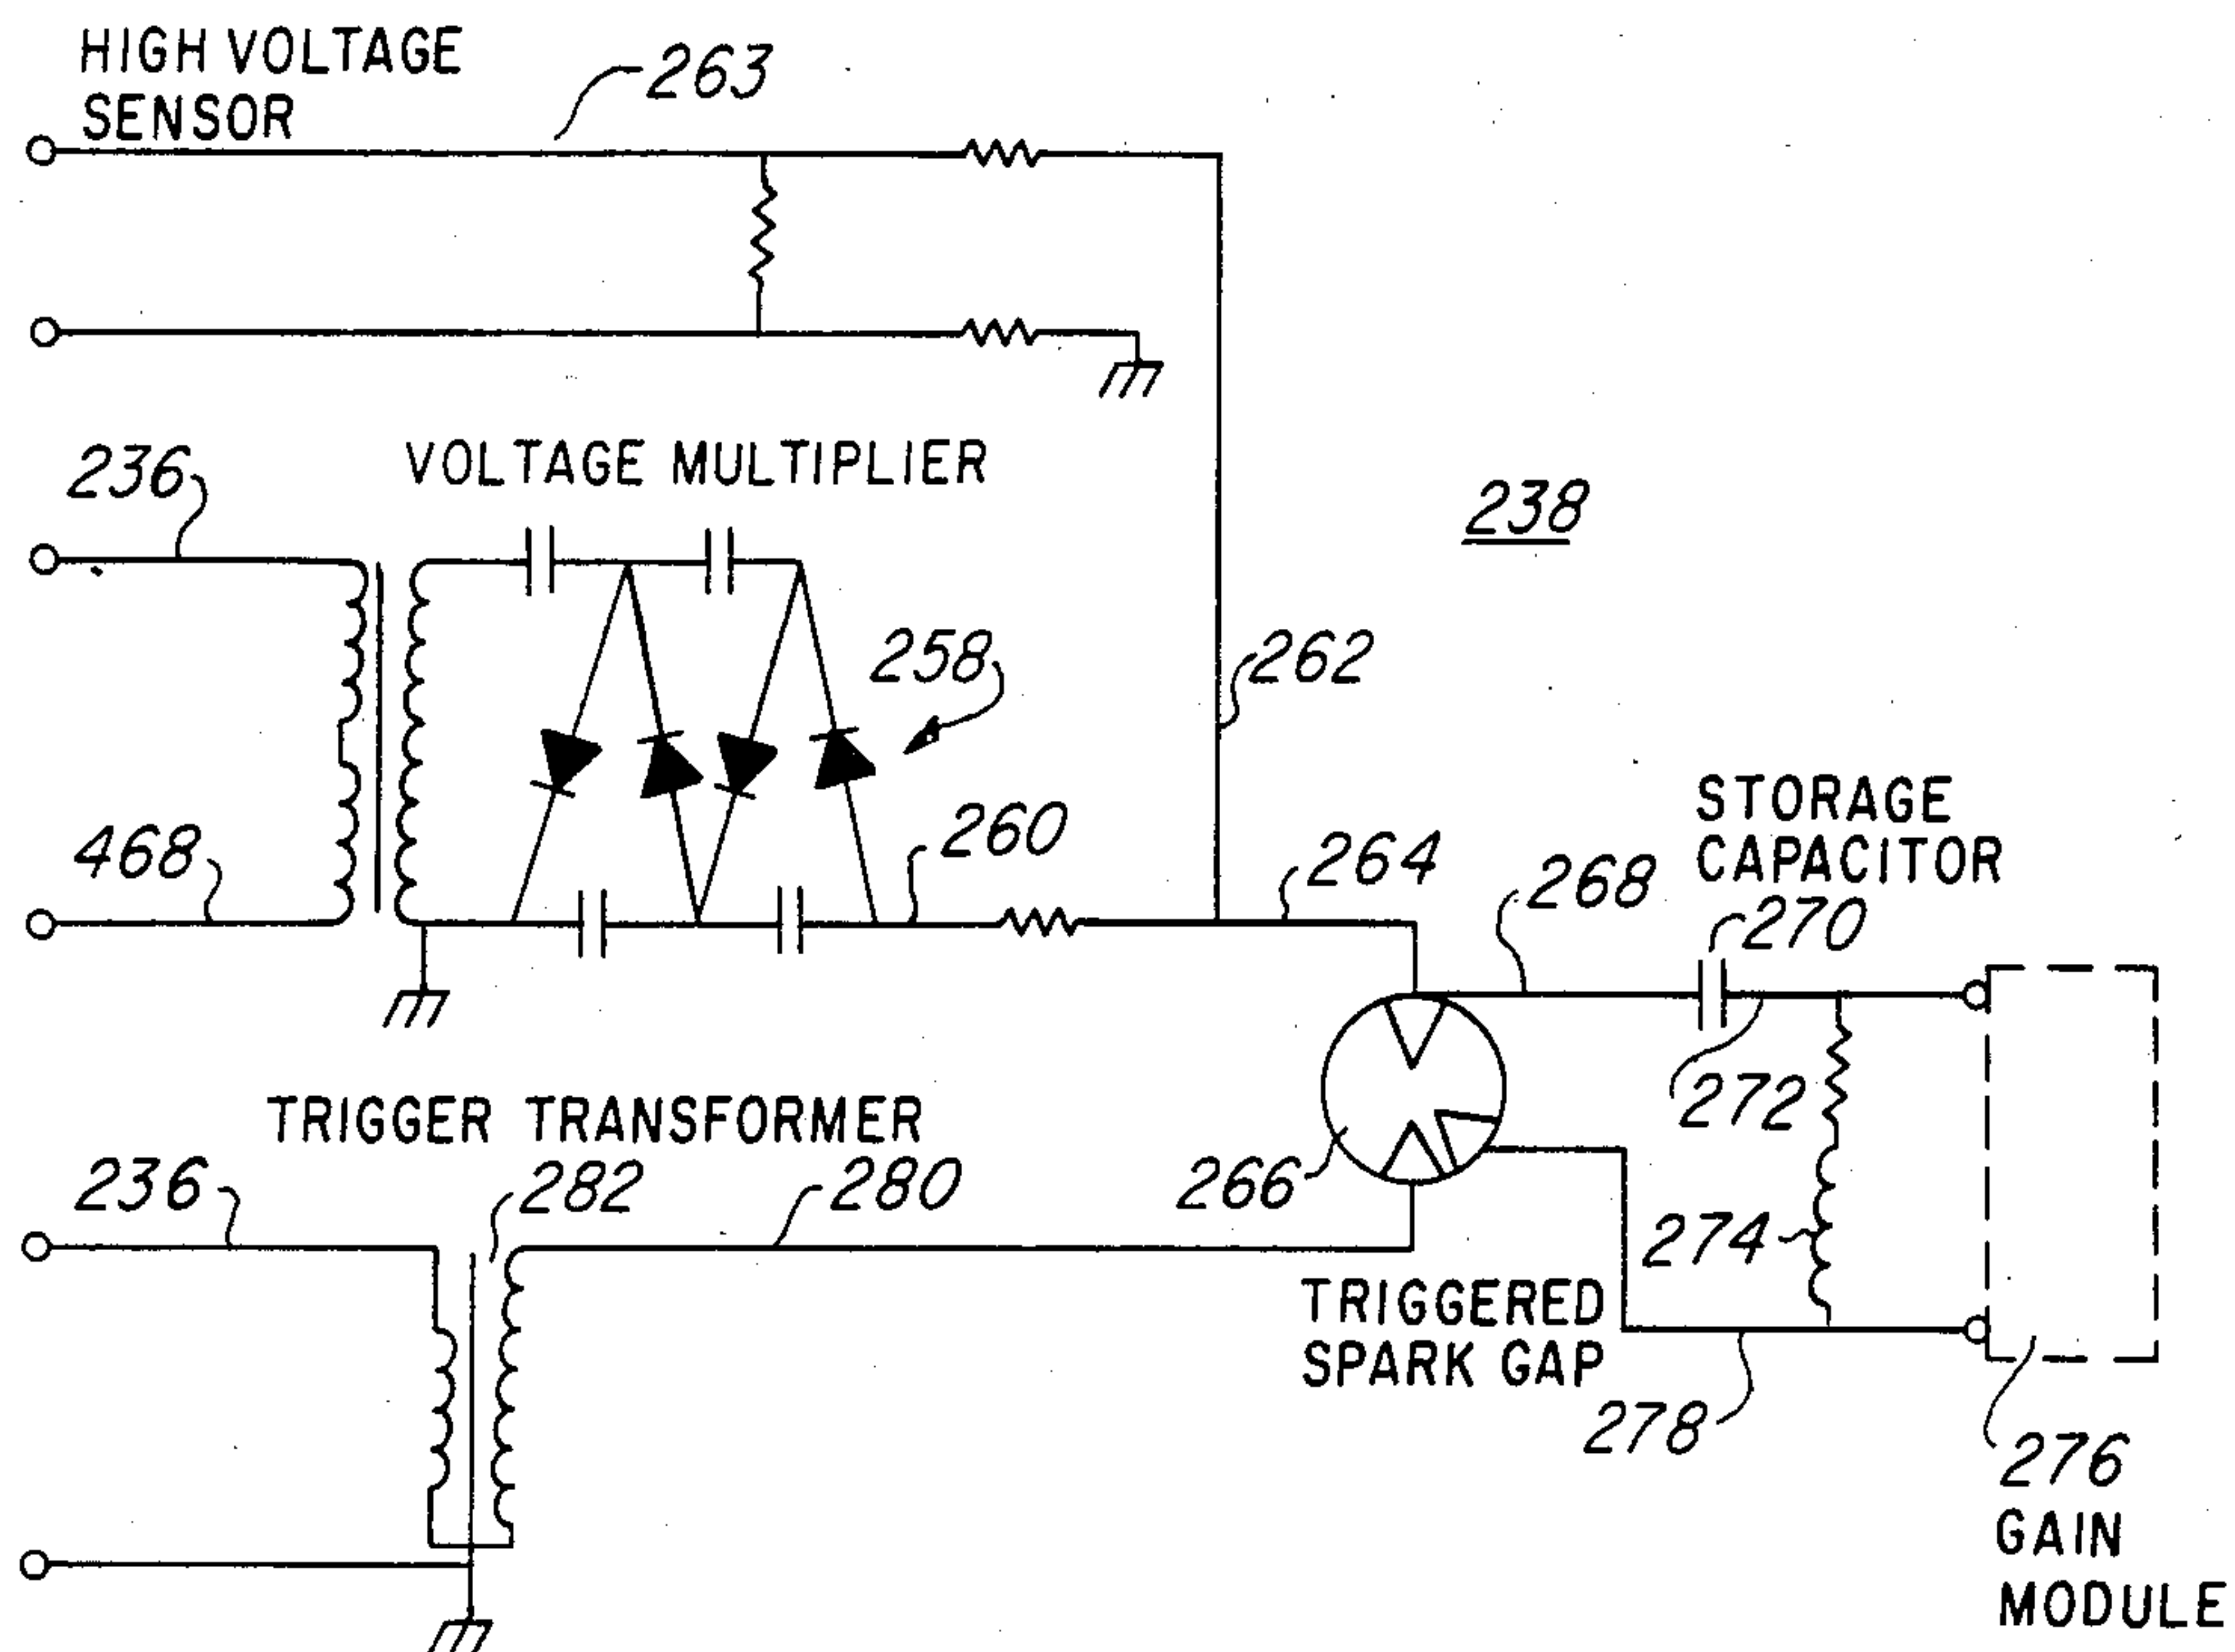 HIGH VOLTAGE
SENSOR
263
236
VOLTAGE MULTIPLIER
238
258
262
468
260
264
268
STORAGE
CAPACITOR
270
272
TRIGGER TRANSFORMER
236
282
280
266
274
TRIGGERED
SPARK GAP
278
276
GAIN
MODULE